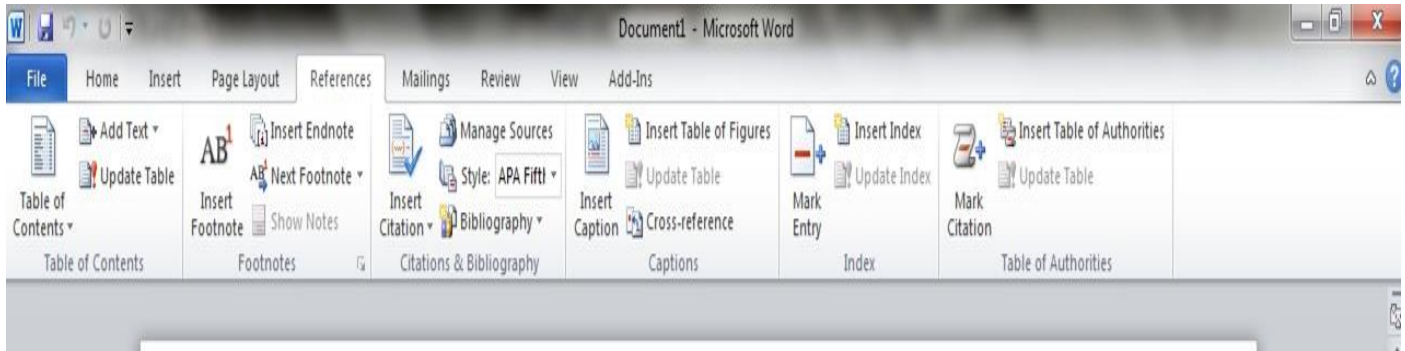 Document1 - Microsoft Word
File Home Insert Page Layout References Mailings Review View Add-Ins
Table of
Contents
Add Text
Update Table
Table of Contents
AB1
Insert
Footnote
Insert Endnote
Next Footnote
Show Notes
Footnotes
Insert
Citation
Manage Sources
Style: APA Fiftl
Bibliography
Citations & Bibliography
Insert
Caption
Insert Table of Figures
Update Table
Cross-reference
Captions
Mark
Entry
Insert Index
Update Index
Index
Mark
Citation
Insert Table of Authorities
Update Table
Table of Authorities